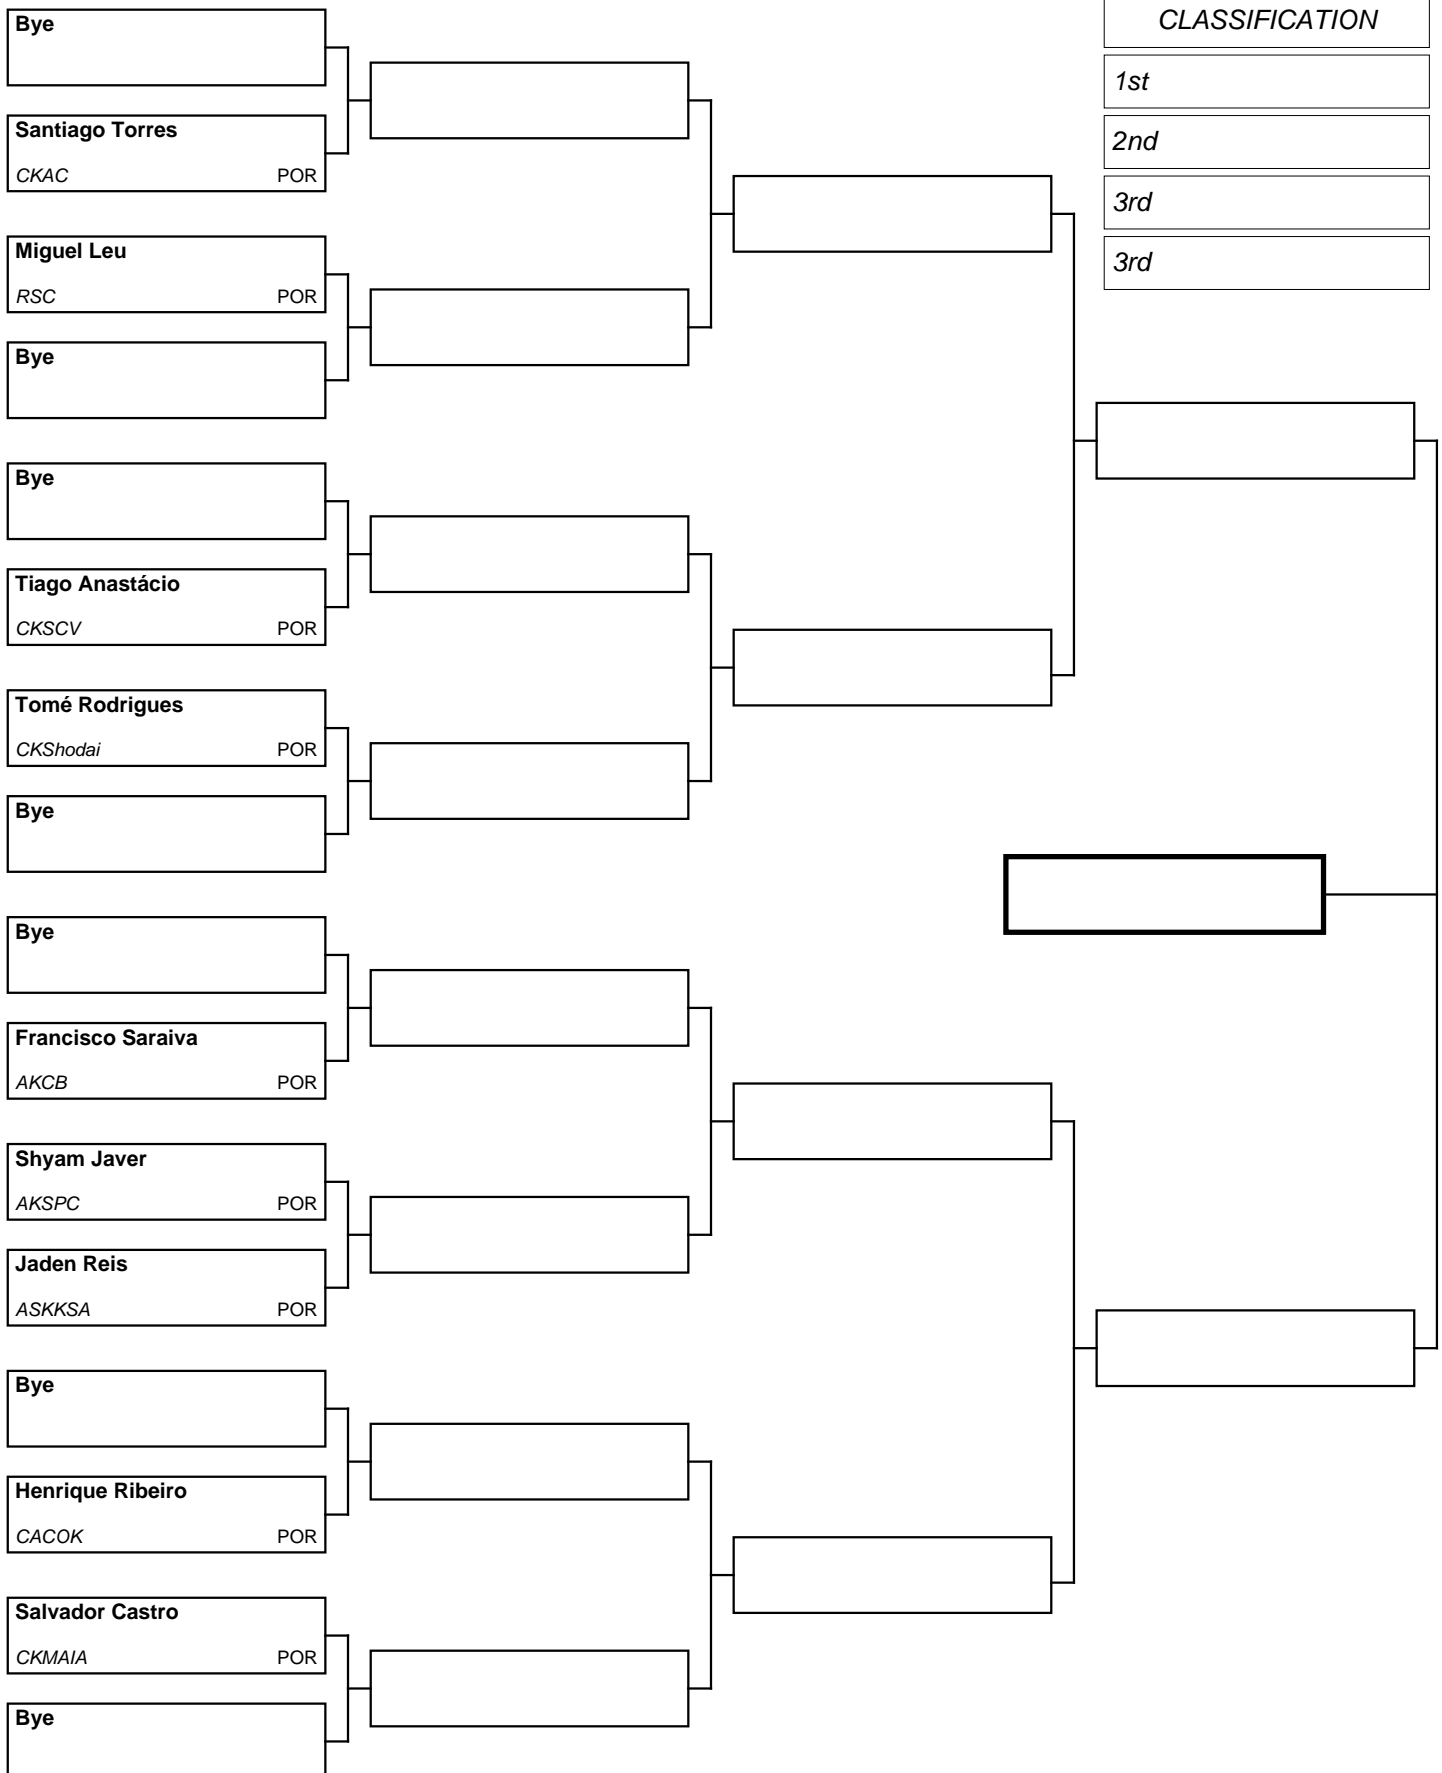 Bye
Santiago Torres
CKAC POR
Miguel Leu
RSC POR
Bye
Bye
Tiago Anastácio
CKSCV POR
Tomé Rodrigues
CKShodai POR
Bye
Bye
Francisco Saraiva
AKCB POR
Shyam Javer
AKSPC POR
Jaden Reis
ASKKSA POR
Bye
Henrique Ribeiro
CACOK POR
Salvador Castro
CKMAIA POR
Bye
CLASSIFICATION
1st
2nd
3rd
3rd